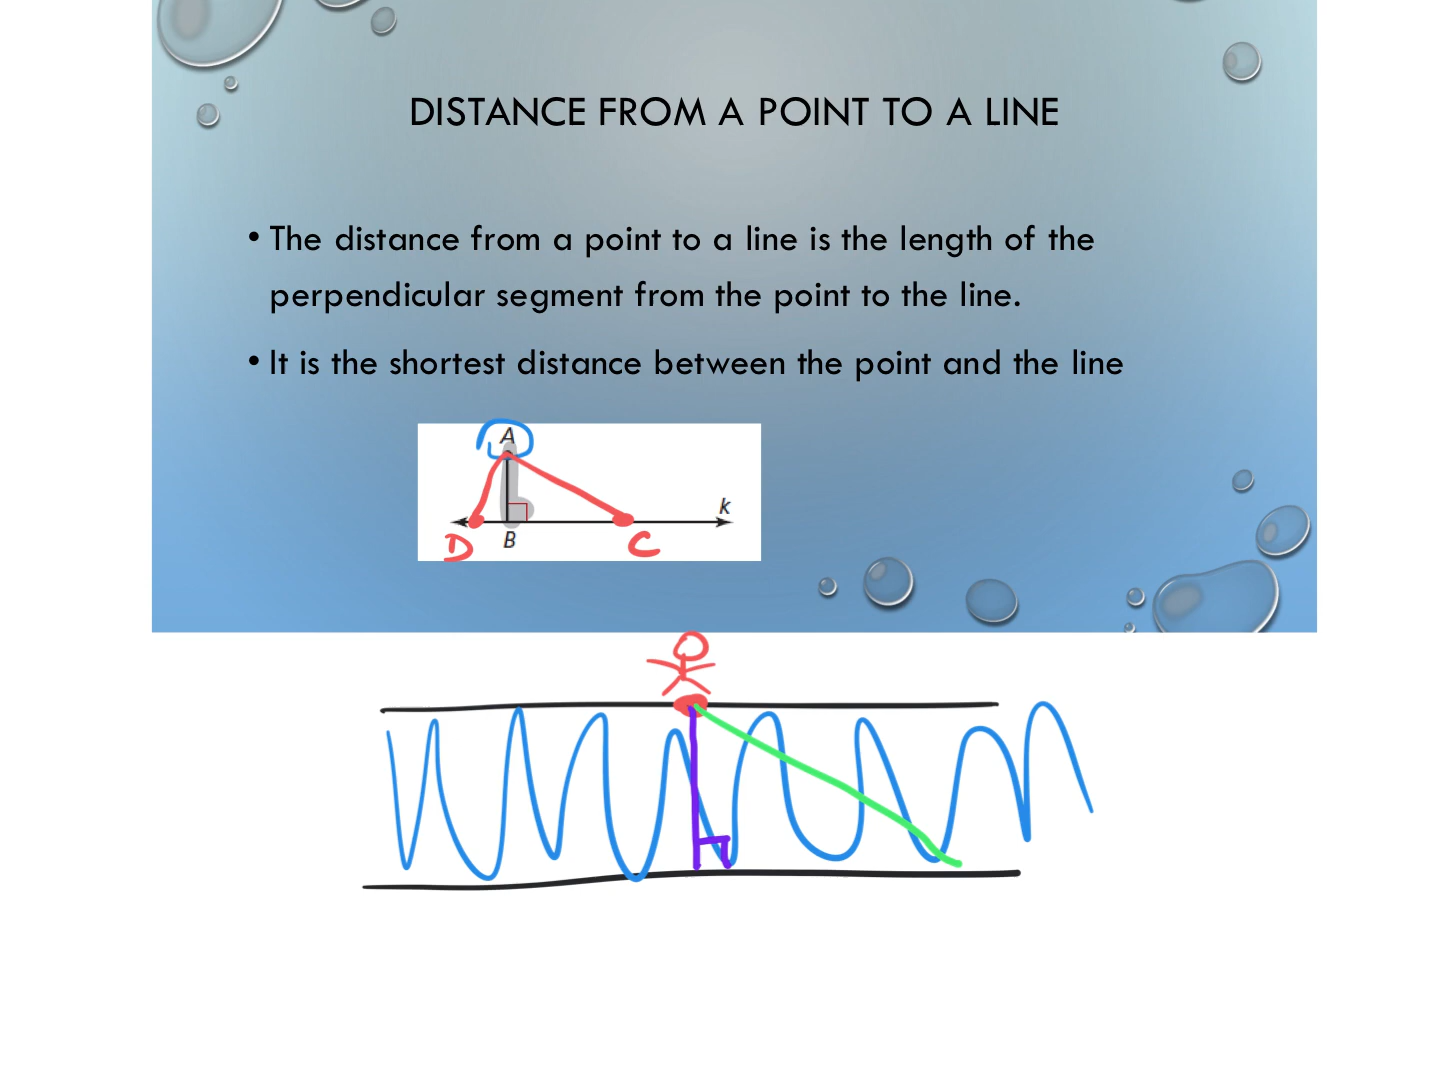 DISTANCE FROM A POINT TO A LINE
• The distance from a point to a line is the length of the
perpendicular segment from the point to the line.
• It is the shortest distance between the point and the line
A
k
D
B
C